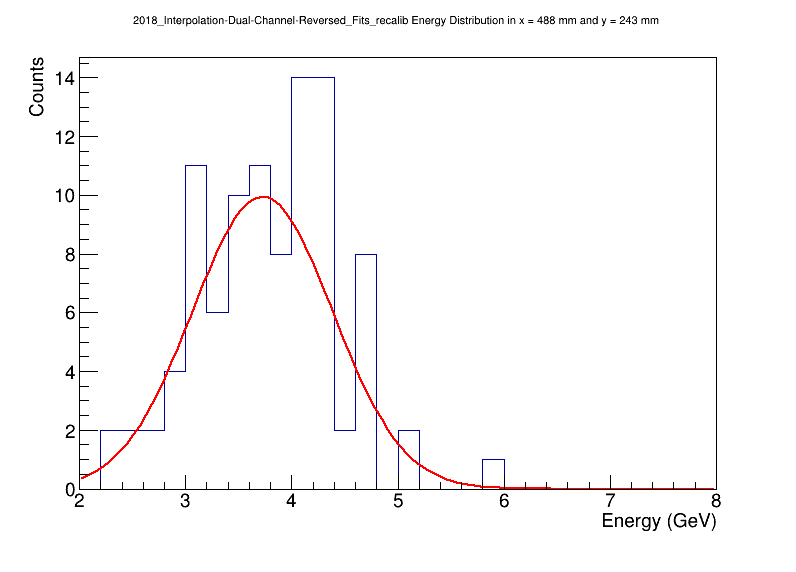 2018_Interpolation-Dual-Channel-Reversed_Fits_recalib Energy Distribution in x = 488 mm and y = 243 mm
Counts
14
12
10
8
6
4
2
0
2 3 4 5 6 7 8
Energy (GeV)